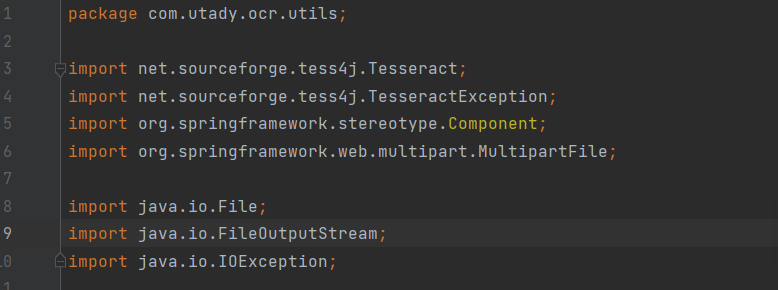 1 package com.utady.ocr.utils;
2
3 import net.sourceforge.tess4j.Tesseract;
4 import net.sourceforge.tess4j.TesseractException;
5 import org.springframework.stereotype.Component;
6 import org.springframework.web.multipart.MultipartFile;
7
8 import java.io.File;
9 import java.io.FileOutputStream;
10 import java.io.IOException;